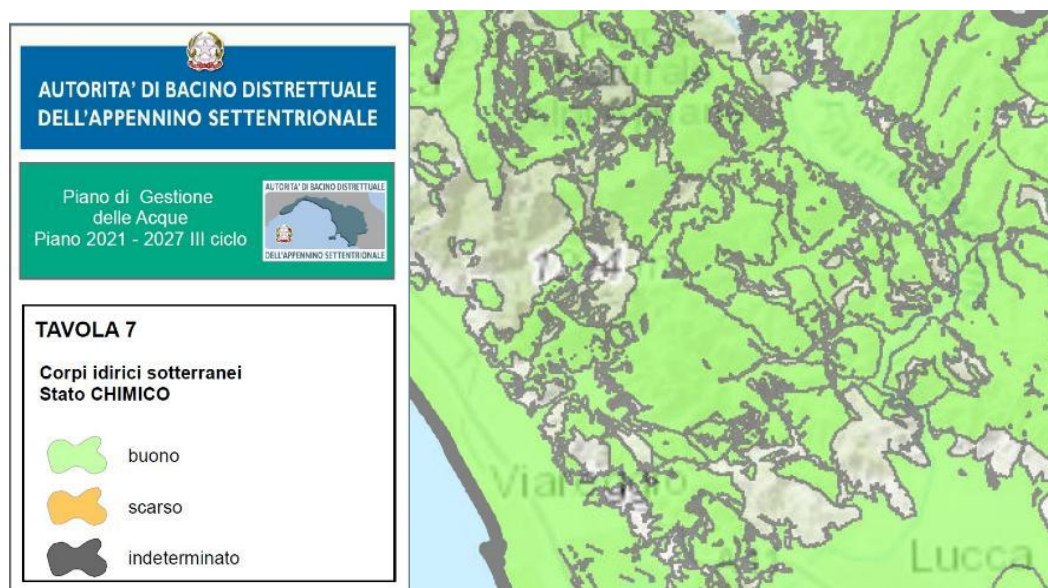 AUTORITA' DI BACINO DISTRETTUALE
DELL'APPENNINO SETTENTRIONALE
Piano di Gestione
delle Acque
Piano 2021 - 2027 III ciclo
AUTORITA' DI BACINO DISTRETTUALE
DELL'APPENNINO SETTENTRIONALE
TAVOLA 7
Corpi idirici sotterranei
Stato CHIMICO
buono
scarso
indeterminato
Viareggio
Lucca